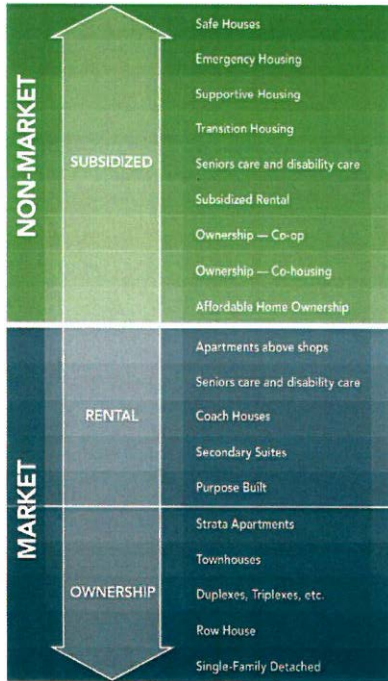 NON-MARKET
SUBSIDIZED
Safe Houses
Emergency Housing
Supportive Housing
Transition Housing
Seniors care and disability care
Subsidized Rental
Ownership — Co-op
Ownership — Co-housing
Affordable Home Ownership
MARKET
RENTAL
Apartments above shops
Seniors care and disability care
Coach Houses
Secondary Suites
Purpose Built
OWNERSHIP
Strata Apartments
Townhouses
Duplexes, Triplexes, etc.
Row House
Single-Family Detached